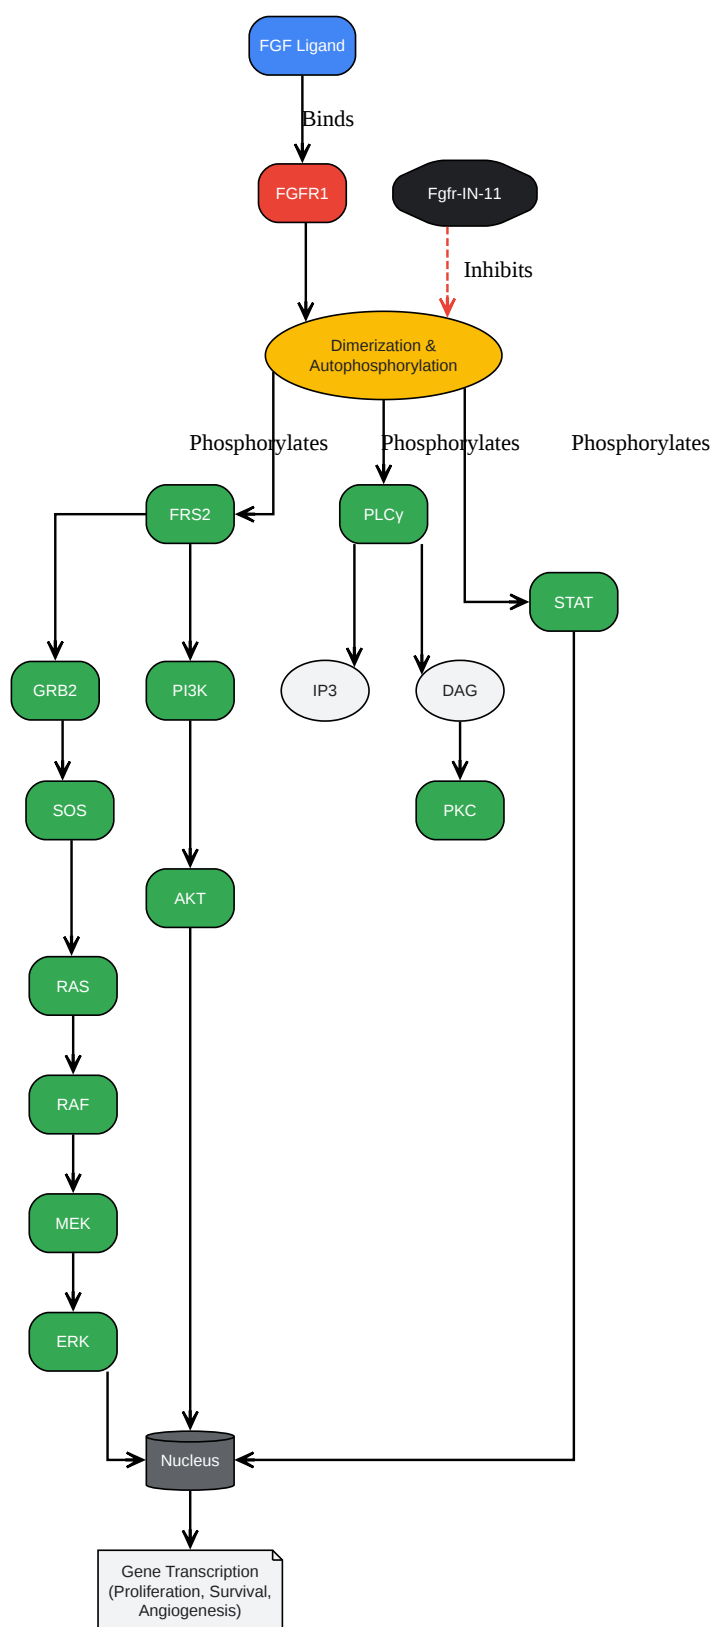 FGF Ligand
Binds
FGFR1
Fgfr-IN-11
Inhibits
Dimerization &
Autophosphorylation
Phosphorylates
Phosphorylates
Phosphorylates
FRS2
PLCγ
STAT
GRB2
PI3K
IP3
DAG
SOS
PKC
AKT
RAS
RAF
MEK
ERK
Nucleus
Gene Transcription
(Proliferation, Survival,
Angiogenesis)